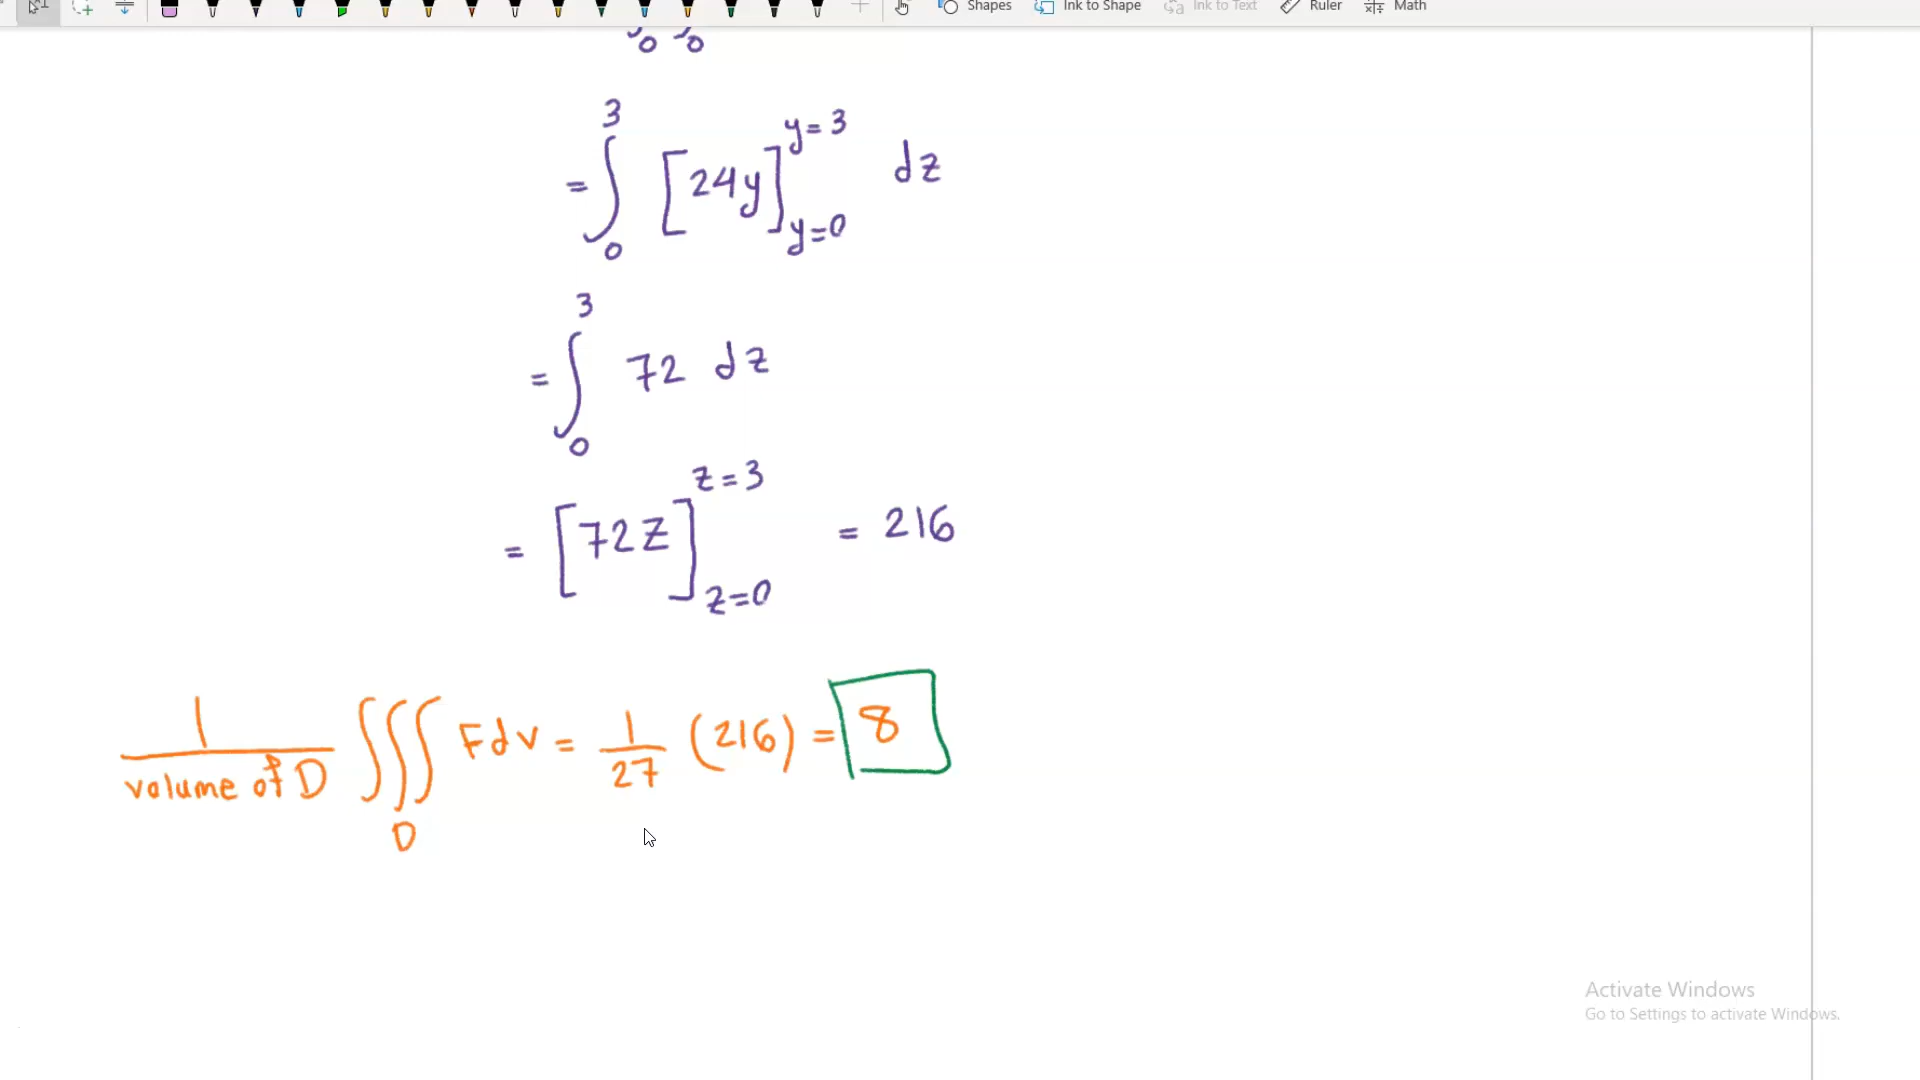 Shapes Ink to Shape Ink to Text Ruler Math
0 0
= ∫₀³ [24y]_{y=0}^{y=3} dz
= ∫₀³ 72 dz
= [72z]_{z=0}^{z=3} = 216
1/(volume of D) ∭_D F dv = 1/27 (216) = 8
Activate Windows
Go to Settings to activate Windows.